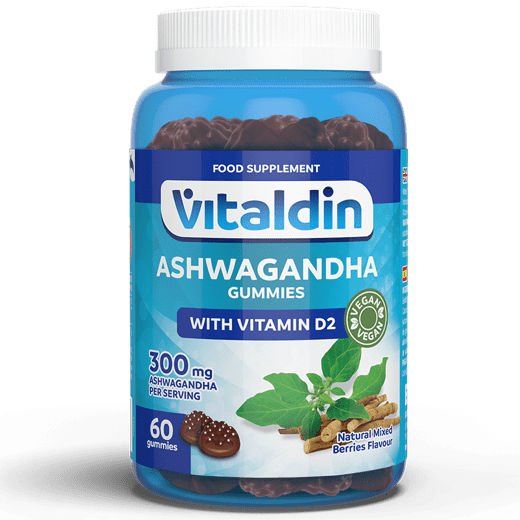 FOOD SUPPLEMENT
Vitaldin
ASHWAGANDHA
GUMMIES
WITH VITAMIN D2
VEGAN
VEGAN
300 mg
ASHWAGANDHA
PER SERVING
60
gummies
Natural Mixed
Berries Flavour